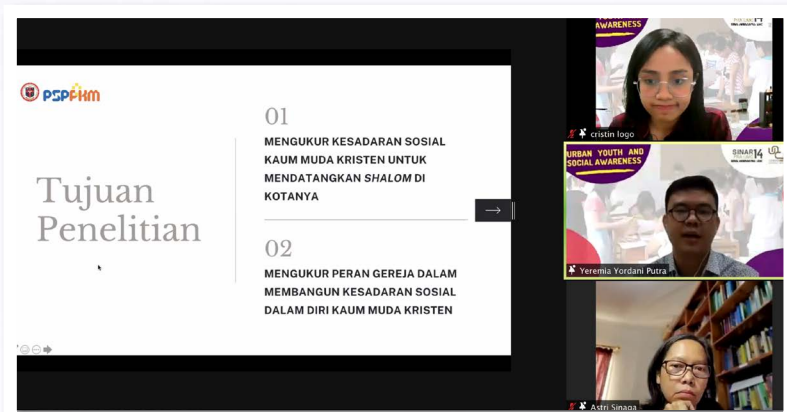 PSPPKM
Tujuan
Penelitian
01
MENGUKUR KESADARAN SOSIAL
KAUM MUDA KRISTEN UNTUK
MENDATANGKAN SHALOM DI
KOTANYA
02
MENGUKUR PERAN GEREJA DALAM
MEMBANGUN KESADARAN SOSIAL
DALAM DIRI KAUM MUDA KRISTEN
AWARENESS
14
cristin logo
URBAN YOUTH AND
SOCIAL AWARENESS
SINAR14
Yeremia Yordani Putra
Astri Sinaga